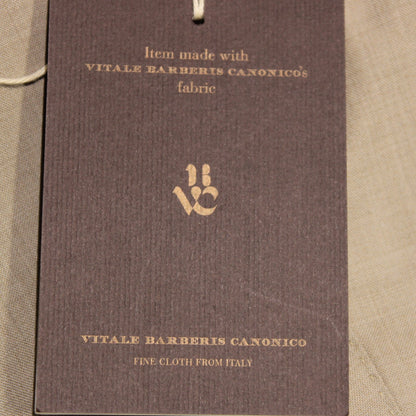 Item made with
VITALE BARBERIS CANONICO's
fabric
VBC
VITALE BARBERIS CANONICO
FINE CLOTH FROM ITALY